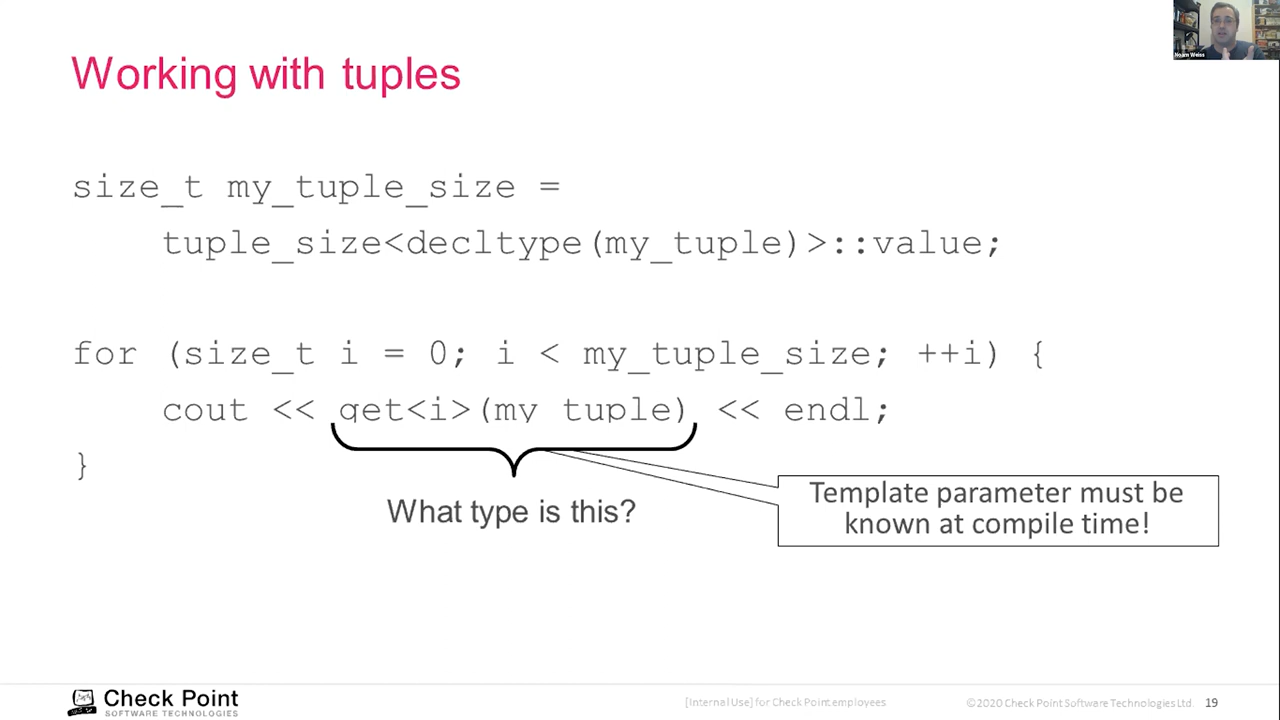 Noam Weiss
Working with tuples
size_t my_tuple_size =
tuple_size<decltype(my_tuple)>::value;
for (size_t i = 0; i < my_tuple_size; ++i) {
cout << get<i>(my_tuple) << endl;
}
What type is this?
Template parameter must be
known at compile time!
Check Point
SOFTWARE TECHNOLOGIES
[Internal Use] for Check Point employees
©2020 Check Point Software Technologies Ltd.
19